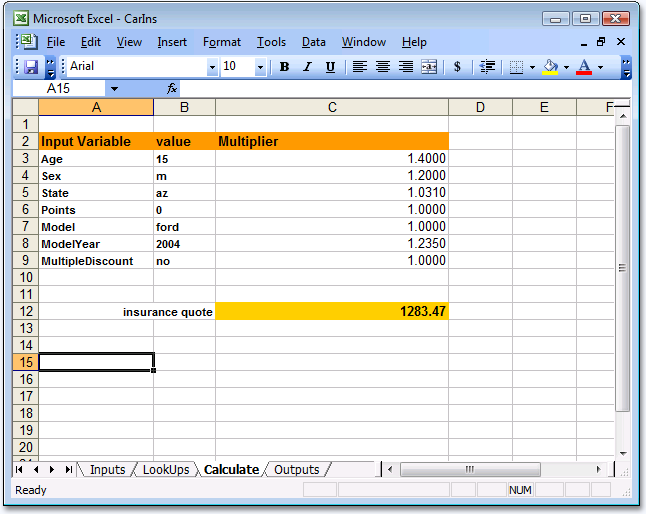 Microsoft Excel - CarIns
File Edit View Insert Format Tools Data Window Help
Arial 10 B I U $ A
A15 fx
A B C D E F
1
2 Input Variable value Multiplier
3 Age 15 1.4000
4 Sex m 1.2000
5 State az 1.0310
6 Points 0 1.0000
7 Model ford 1.0000
8 ModelYear 2004 1.2350
9 MultipleDiscount no 1.0000
10
11
12 insurance quote 1283.47
13
14
15
16
17
18
19
20
Inputs LookUps Calculate Outputs
Ready NUM